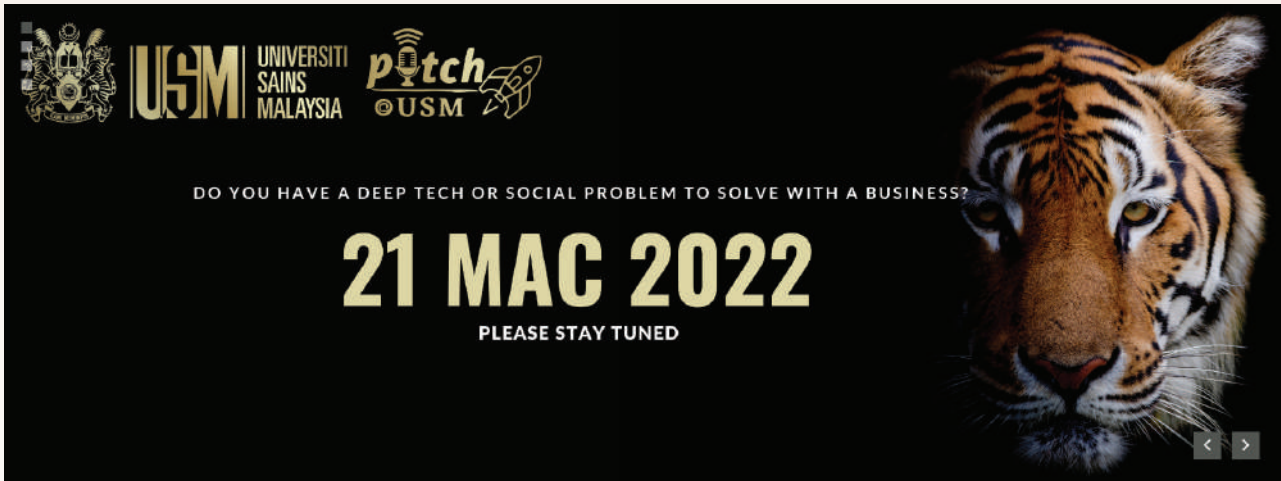 USM
UNIVERSITI
SAINS
MALAYSIA
pitch
@USM
DO YOU HAVE A DEEP TECH OR SOCIAL PROBLEM TO SOLVE WITH A BUSINESS?
21 MAC 2022
PLEASE STAY TUNED